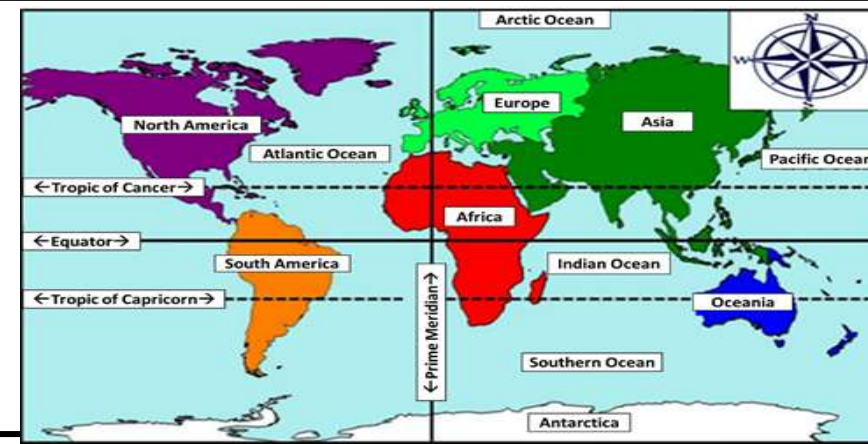 Arctic Ocean
N
W
E
S
Europe
North America
Asia
Atlantic Ocean
Pacific Ocean
←Tropic of Cancer→
Africa
←Equator→
South America
Indian Ocean
←Tropic of Capricorn→
Oceania
←Prime Meridian→
Southern Ocean
Antarctica